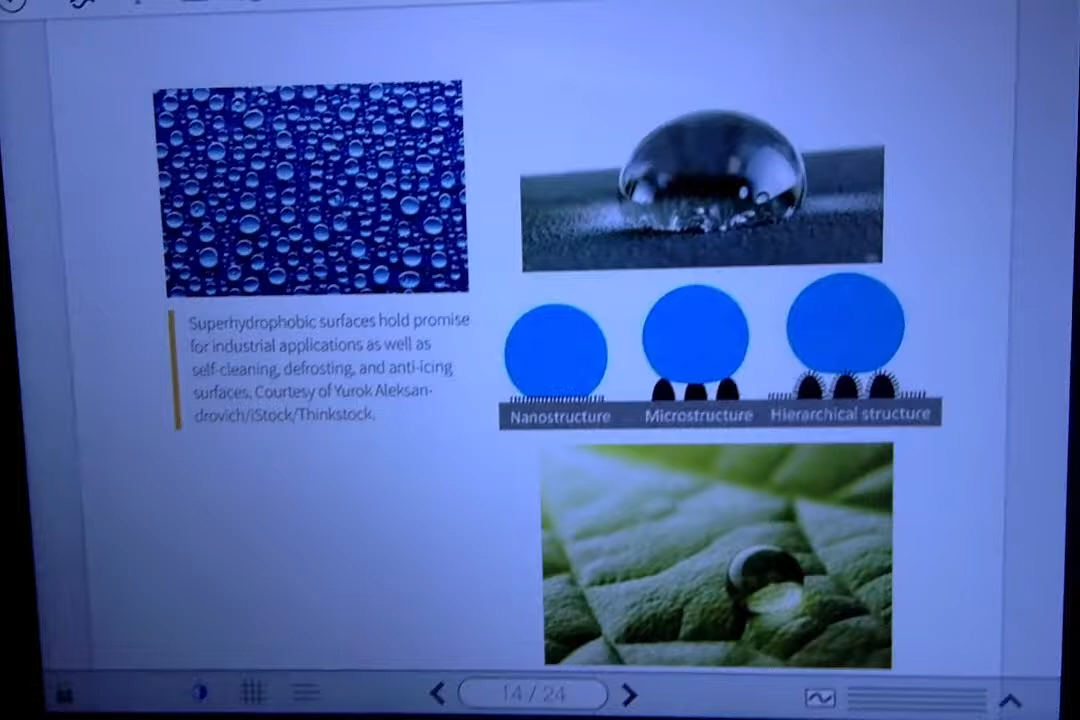 Superhydrophobic surfaces hold promise
for industrial applications as well as
self-cleaning, defrosting, and anti-icing
surfaces. Courtesy of Yurok Aleksan-
drovich/iStock/Thinkstock.
Nanostructure Microstructure Hierarchical structure
14 / 24